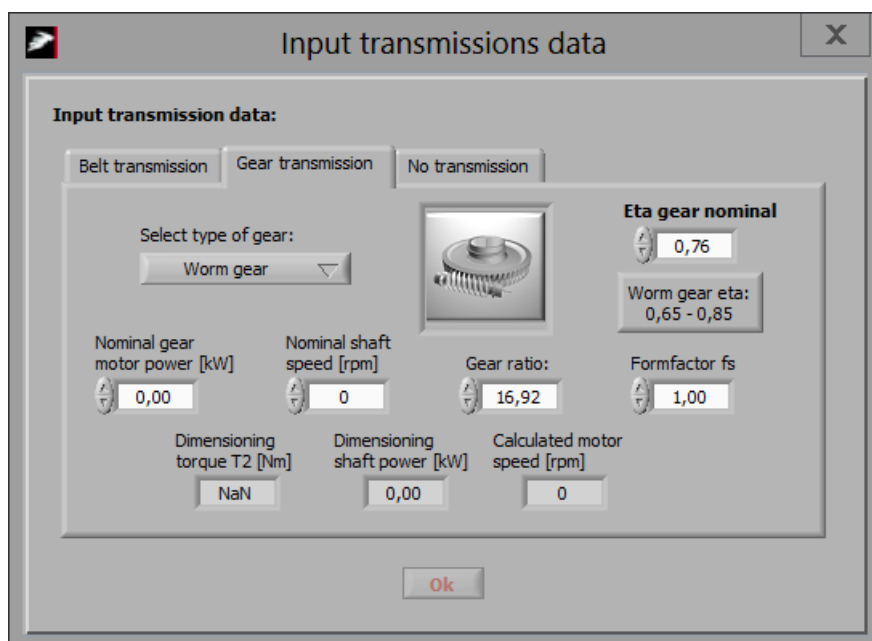 Input transmissions data
X
Input transmission data:
Belt transmission
Gear transmission
No transmission
Select type of gear:
Worm gear
Eta gear nominal
0,76
Worm gear eta:
0,65 - 0,85
Nominal gear
motor power [kW]
0,00
Nominal shaft
speed [rpm]
0
Gear ratio:
16,92
Formfactor fs
1,00
Dimensioning
torque T2 [Nm]
NaN
Dimensioning
shaft power [kW]
0,00
Calculated motor
speed [rpm]
0
Ok